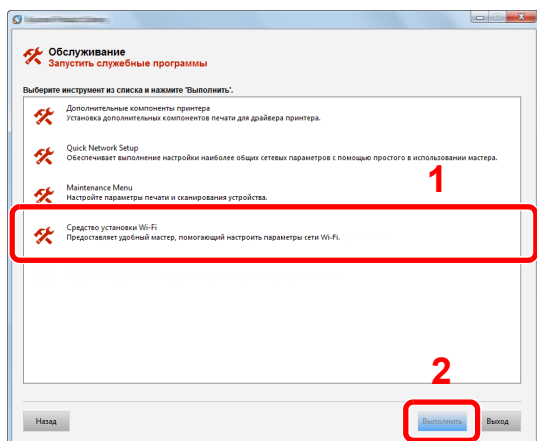 Обслуживание
Запустить служебные программы
Выберите инструмент из списка и нажмите 'Выполнить'.
Дополнительные компоненты принтера
Установка дополнительных компонентов печати для драйвера принтера.
Quick Network Setup
Обеспечивает выполнение настройки наиболее общих сетевых параметров с помощью простого в использовании мастера.
1
Maintenance Menu
Настройте параметры печати и сканирования устройства.
Средство установки Wi-Fi
Предоставляет удобный мастер, помогающий настроить параметры сети Wi-Fi.
2
Назад
Выполнить
Выход